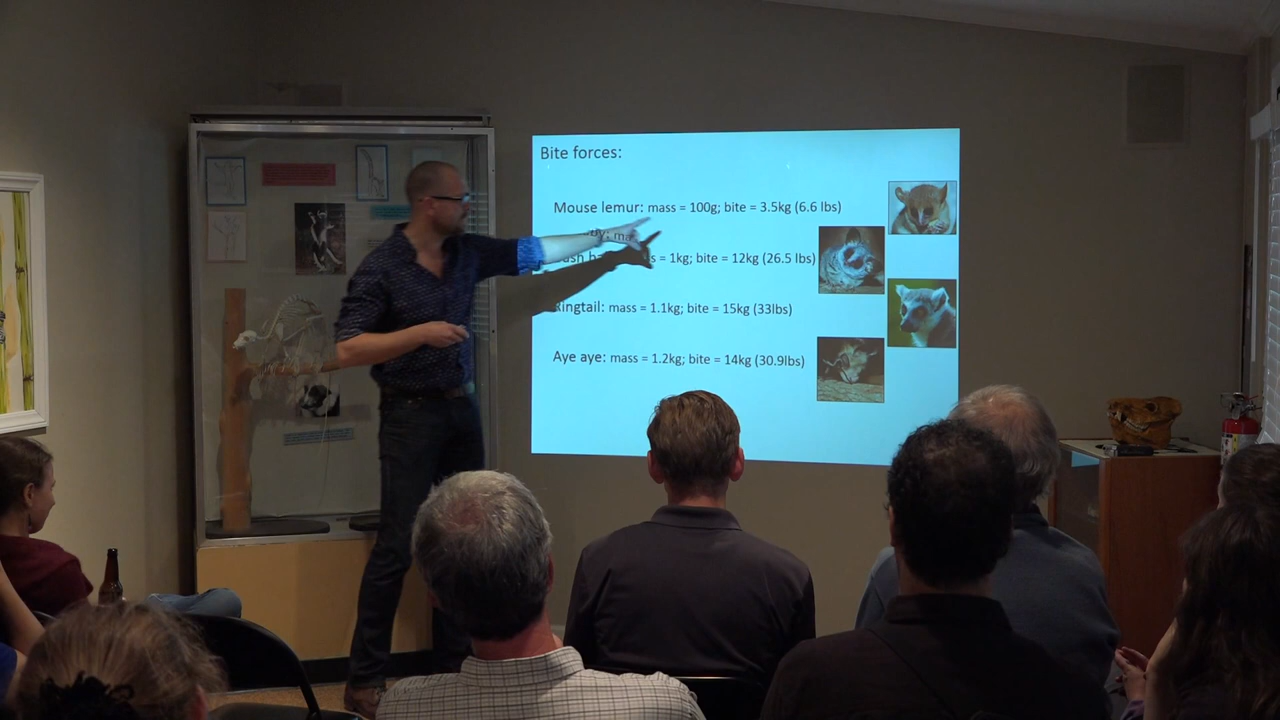 Bite forces:
Mouse lemur: mass = 100g; bite = 3.5kg (6.6 lbs)
= 1kg; bite = 12kg (26.5 lbs)
Ringtail: mass = 1.1kg; bite = 15kg (33lbs)
Aye aye: mass = 1.2kg; bite = 14kg (30.9lbs)